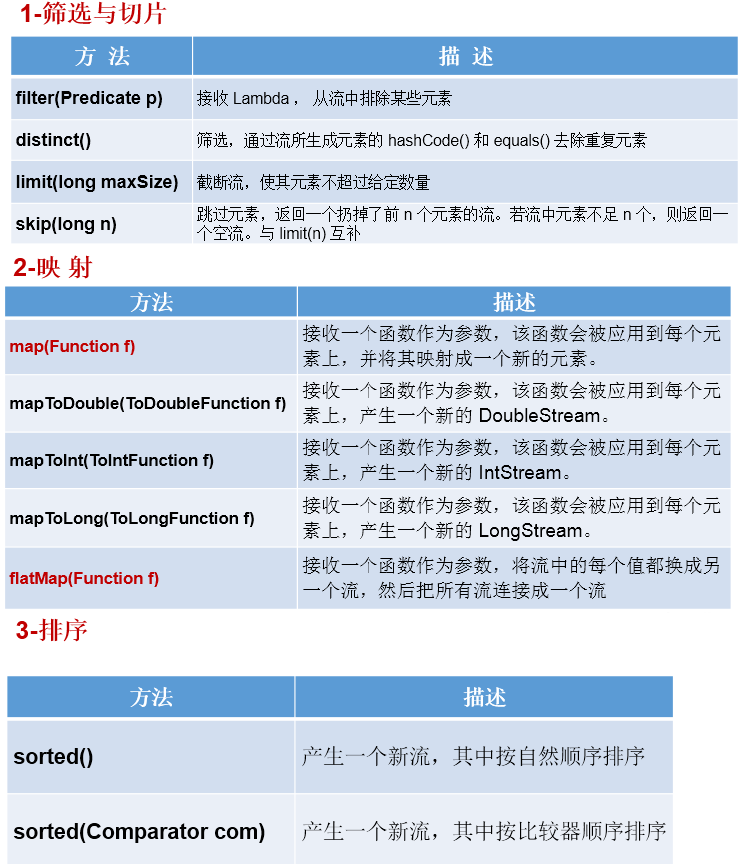 1-筛选与切片
方 法 描 述
filter(Predicate p) 接收 Lambda ， 从流中排除某些元素
distinct() 筛选，通过流所生成元素的 hashCode() 和 equals() 去除重复元素
limit(long maxSize) 截断流，使其元素不超过给定数量
skip(long n) 跳过元素，返回一个扔掉了前 n 个元素的流。若流中元素不足 n 个，则返回一
个空流。与 limit(n) 互补
2-映 射
方法 描述
map(Function f) 接收一个函数作为参数，该函数会被应用到每个元
素上，并将其映射成一个新的元素。
mapToDouble(ToDoubleFunction f) 接收一个函数作为参数，该函数会被应用到每个元
素上，产生一个新的 DoubleStream。
mapToInt(ToIntFunction f) 接收一个函数作为参数，该函数会被应用到每个元
素上，产生一个新的 IntStream。
mapToLong(ToLongFunction f) 接收一个函数作为参数，该函数会被应用到每个元
素上，产生一个新的 LongStream。
flatMap(Function f) 接收一个函数作为参数，将流中的每个值都换成另
一个流，然后把所有流连接成一个流
3-排序
方法 描述
sorted() 产生一个新流，其中按自然顺序排序
sorted(Comparator com) 产生一个新流，其中按比较器顺序排序